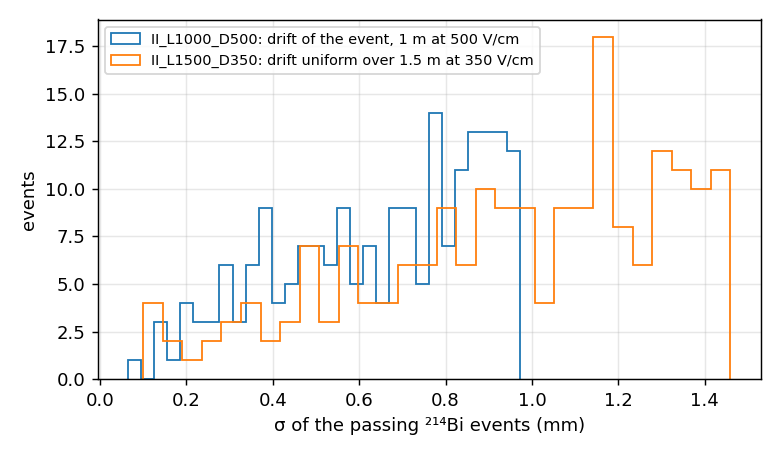 17.5
15.0
12.5
10.0
7.5
5.0
2.5
0.0
events
II_L1000_D500: drift of the event, 1 m at 500 V/cm
II_L1500_D350: drift uniform over 1.5 m at 350 V/cm
0.0 0.2 0.4 0.6 0.8 1.0 1.2 1.4
σ of the passing ²¹⁴Bi events (mm)